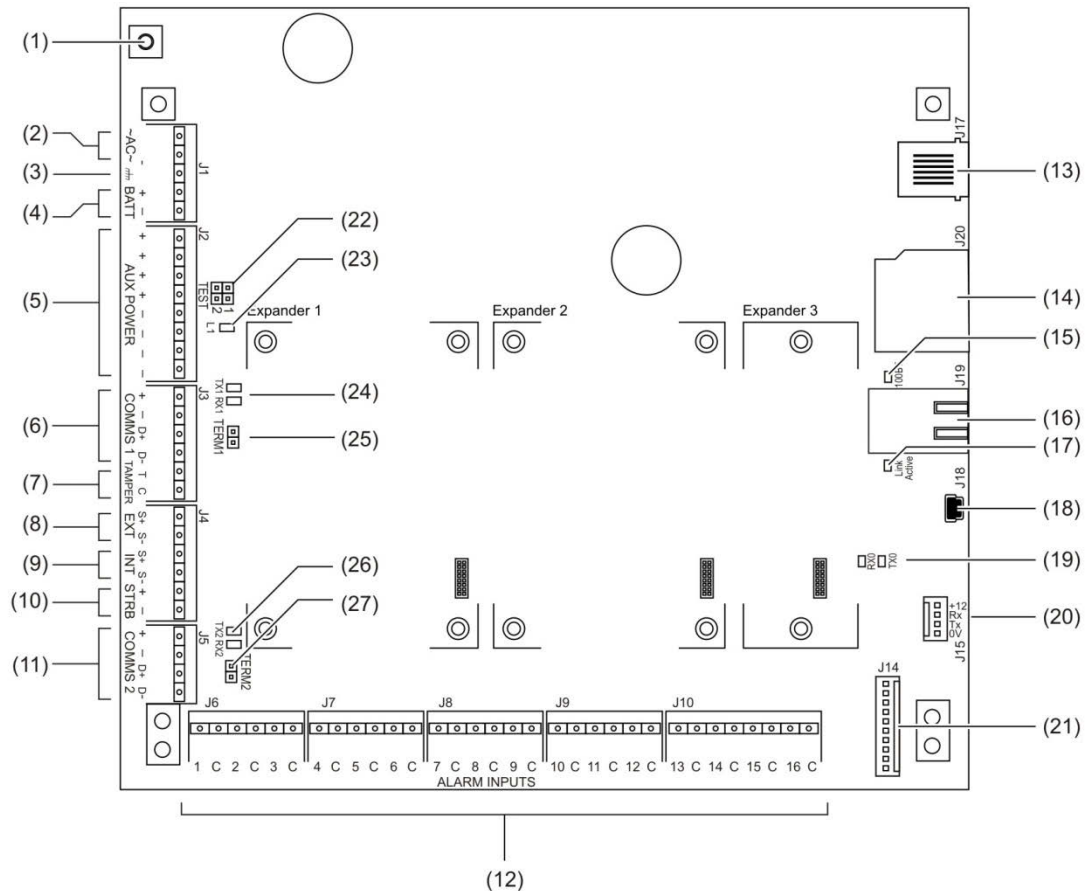 (1)
(2)
(3)
(4)
(5)
(6)
(7)
(8)
(9)
(10)
(11)
~AC~
-
BATT
+
–
J1
AUX POWER
+
+
+
+
–
–
–
–
J2
TEST
2 1
L1
COMMS 1
+
–
D+
D-
TAMPER
T
C
J3
TX1 RX1
TERM1
EXT
S+
S-
INT
S+
S-
STRB
+
–
J4
COMMS 2
+
–
D+
D-
J5
TX2 RX2
TERM2
(22)
(23)
(24)
(25)
(26)
(27)
Expander 1
Expander 2
Expander 3
J17
J20
J19
J18
J15
100Bt
Link
Active
RX0
TX0
+12
Rx
Tx
0V
J14
(13)
(14)
(15)
(16)
(17)
(18)
(19)
(20)
(21)
J6
J7
J8
J9
J10
1 C 2 C 3 C
4 C 5 C 6 C
7 C 8 C 9 C
10 C 11 C 12 C
13 C 14 C 15 C 16 C
ALARM INPUTS
(12)